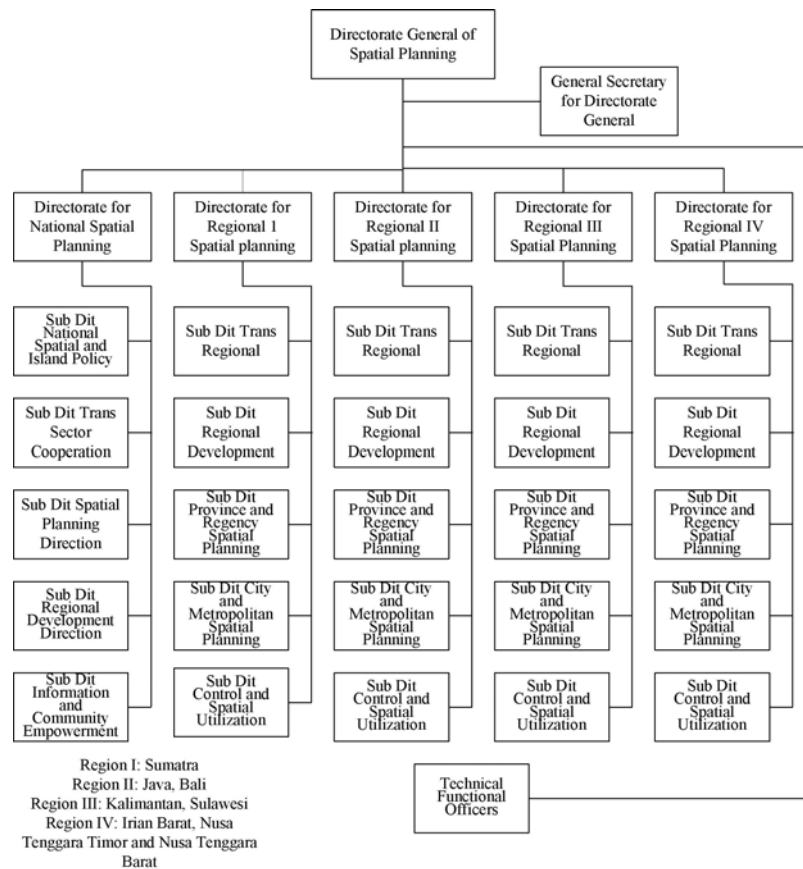 Directorate General of
Spatial Planning
General Secretary
for Directorate
General
Directorate for
National Spatial
Planning
Directorate for
Regional 1
Spatial planning
Directorate for
Regional II
Spatial planning
Directorate for
Regional III
Spatial Planning
Directorate for
Regional IV
Spatial Planning
Sub Dit
National
Spatial and
Island Policy
Sub Dit Trans
Regional
Sub Dit Trans
Regional
Sub Dit Trans
Regional
Sub Dit Trans
Regional
Sub Dit Trans
Sector
Cooperation
Sub Dit
Regional
Development
Sub Dit
Regional
Development
Sub Dit
Regional
Development
Sub Dit
Regional
Development
Sub Dit Spatial
Planning
Direction
Sub Dit
Province and
Regency Spatial
Planning
Sub Dit
Province and
Regency Spatial
Planning
Sub Dit
Province and
Regency Spatial
Planning
Sub Dit
Province and
Regency Spatial
Planning
Sub Dit
Regional
Development
Direction
Sub Dit City
and
Metropolitan
Spatial
Planning
Sub Dit City
and
Metropolitan
Spatial
Planning
Sub Dit City
and
Metropolitan
Spatial
Planning
Sub Dit City
and
Metropolitan
Spatial
Planning
Sub Dit
Information
and
Community
Empowerment
Sub Dit
Control and
Spatial
Utilization
Sub Dit
Control and
Spatial
Utilization
Sub Dit
Control and
Spatial
Utilization
Sub Dit
Control and
Spatial
Utilization
Region I: Sumatra
Region II: Java, Bali
Region III: Kalimantan, Sulawesi
Region IV: Irian Barat, Nusa
Tenggara Timor and Nusa Tenggara
Barat
Technical
Functional
Officers